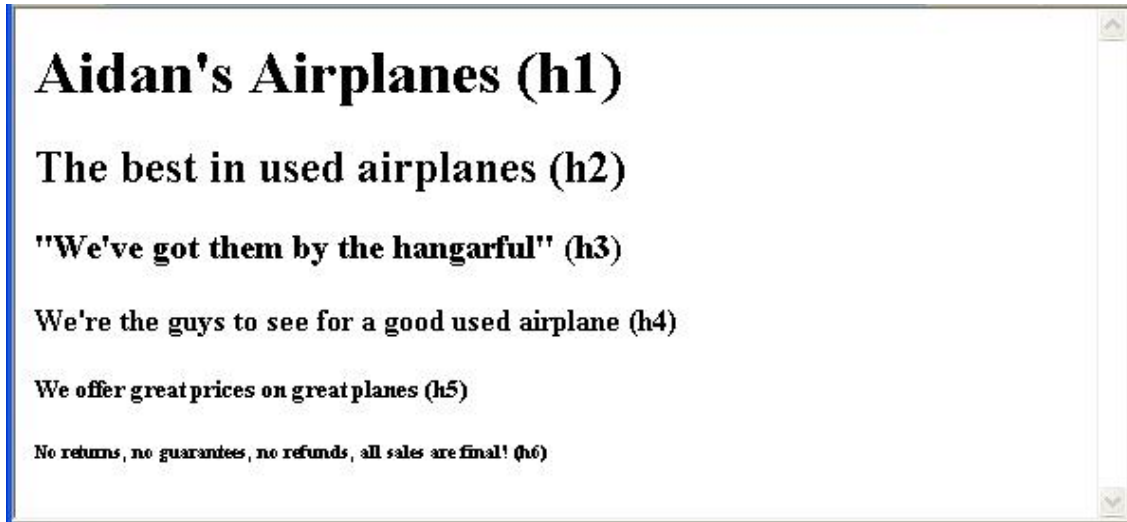 Aidan's Airplanes (h1)
The best in used airplanes (h2)
"We've got them by the hangarful" (h3)
We're the guys to see for a good used airplane (h4)
We offer great prices on great planes (h5)
No returns, no guarantees, no refunds, all sales are final! (h6)